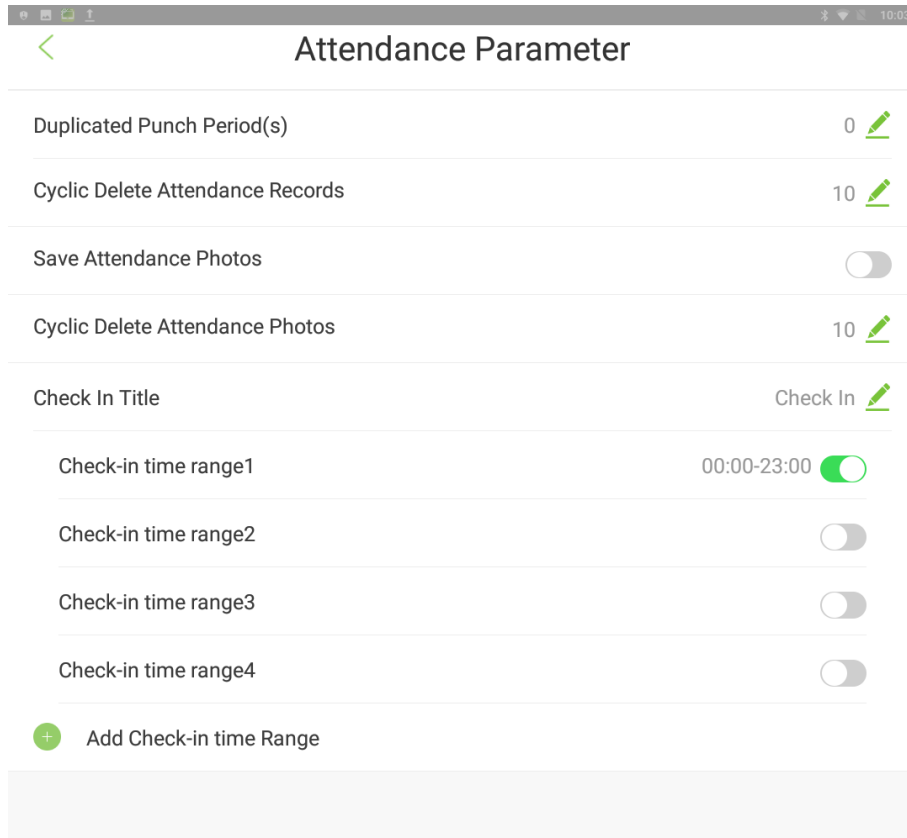 10:03
Attendance Parameter
Duplicated Punch Period(s) 0
Cyclic Delete Attendance Records 10
Save Attendance Photos
Cyclic Delete Attendance Photos 10
Check In Title Check In
Check-in time range1 00:00-23:00
Check-in time range2
Check-in time range3
Check-in time range4
Add Check-in time Range